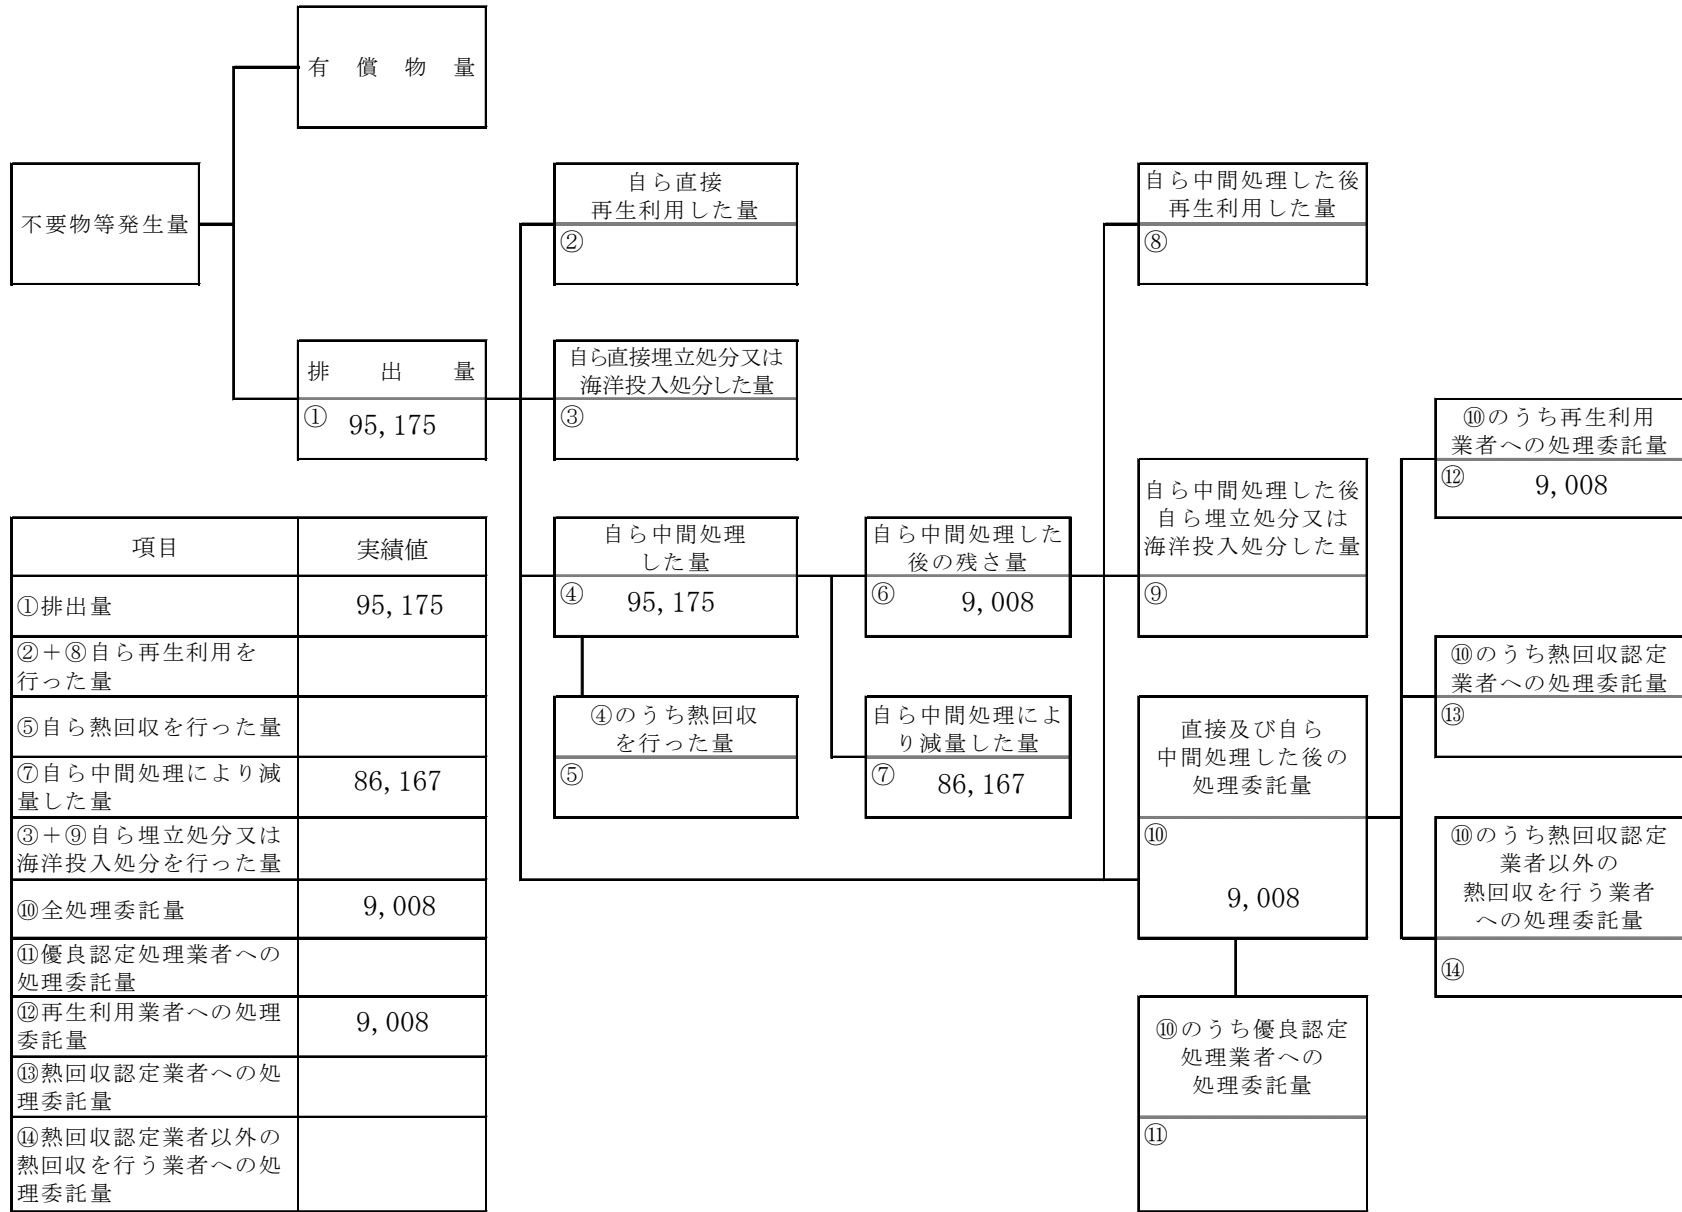 有償物量
不要物等発生量
排出量
① 95,175
自ら直接
再生利用した量
②
自ら直接埋立処分又は
海洋投入処分した量
③
自ら中間処理
した量
④ 95,175
④のうち熱回収
を行った量
⑤
自ら中間処理した
後の残さ量
⑥ 9,008
自ら中間処理によ
り減量した量
⑦ 86,167
自ら中間処理した後
再生利用した量
⑧
自ら中間処理した後
自ら埋立処分又は
海洋投入処分した量
⑨
直接及び自ら
中間処理した後の
処理委託量
⑩
9,008
⑩のうち優良認定
処理業者への
処理委託量
⑪
⑩のうち再生利用
業者への処理委託量
⑫ 9,008
⑩のうち熱回収認定
業者への処理委託量
⑬
⑩のうち熱回収認定
業者以外の
熱回収を行う業者
への処理委託量
⑭
項目 実績値
①排出量 95,175
②+⑧自ら再生利用を
行った量
⑤自ら熱回収を行った量
⑦自ら中間処理により減
量した量 86,167
③+⑨自ら埋立処分又は
海洋投入処分を行った量
⑩全処理委託量 9,008
⑪優良認定処理業者への
処理委託量
⑫再生利用業者への処理
委託量 9,008
⑬熱回収認定業者への処
理委託量
⑭熱回収認定業者以外の
熱回収を行う業者への処
理委託量